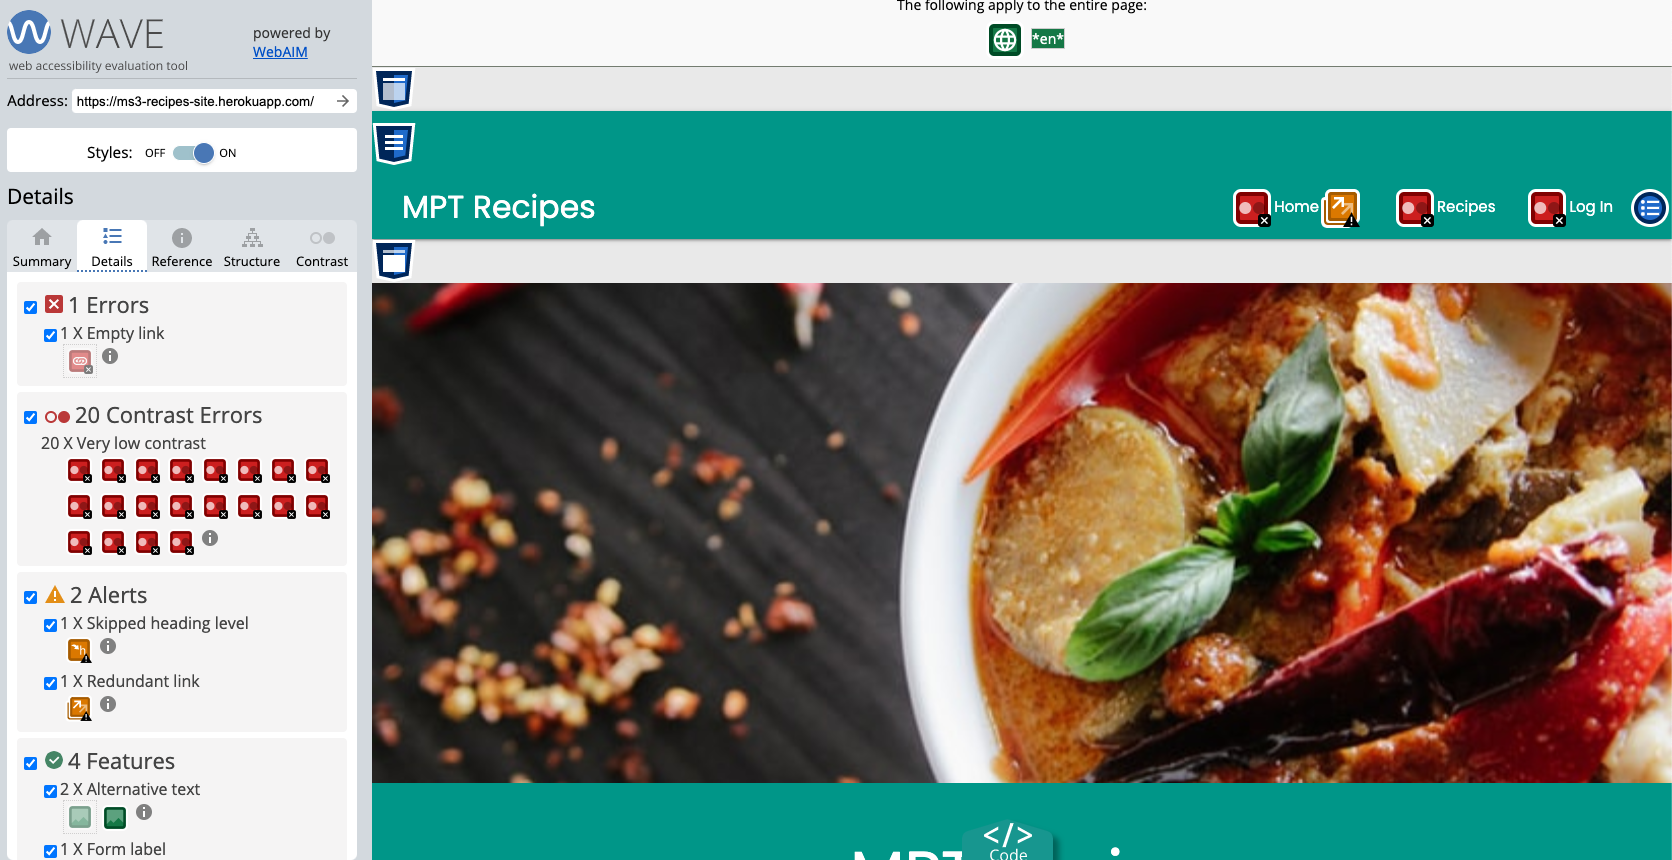 WAVE
powered by
WebAIM
web accessibility evaluation tool
Address: https://ms3-recipes-site.herokuapp.com/
Styles: OFF ON
Details
Summary Details Reference Structure Contrast
1 Errors
1 X Empty link
20 Contrast Errors
20 X Very low contrast
2 Alerts
1 X Skipped heading level
1 X Redundant link
4 Features
2 X Alternative text
1 X Form label
The following apply to the entire page:
*en*
MPT Recipes
Home Recipes Log In
</> Code